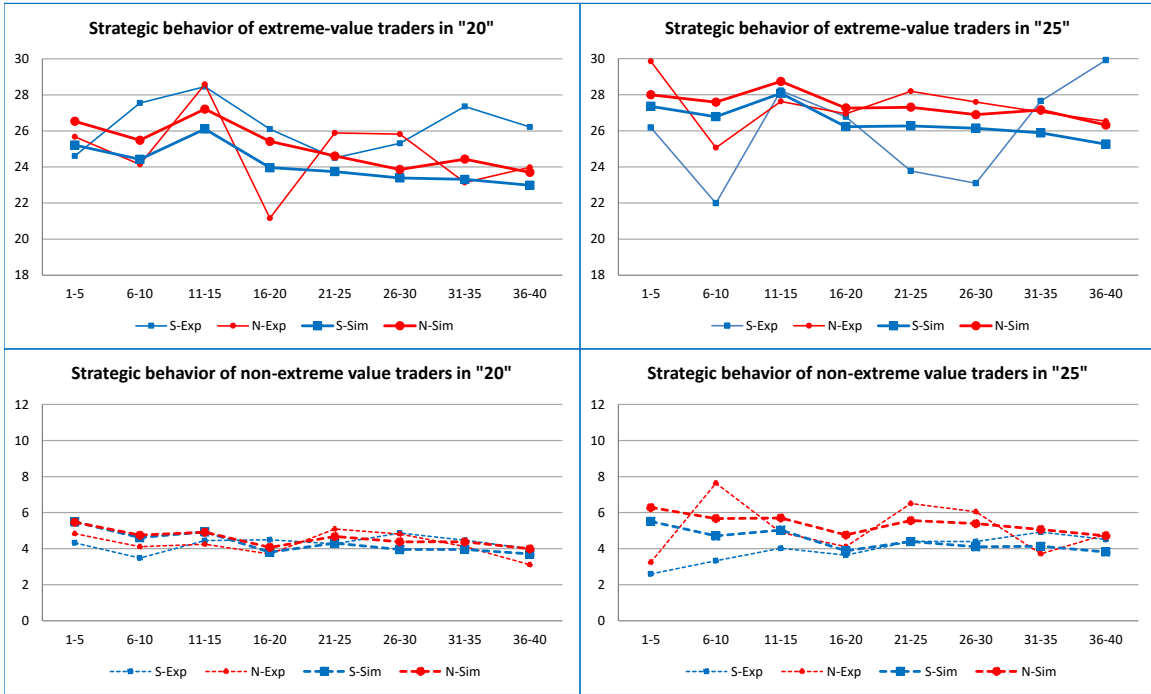 Strategic behavior of extreme-value traders in "20"
30
28
26
24
22
20
18
1-5 6-10 11-15 16-20 21-25 26-30 31-35 36-40
S-Exp N-Exp S-Sim N-Sim
Strategic behavior of extreme-value traders in "25"
30
28
26
24
22
20
18
1-5 6-10 11-15 16-20 21-25 26-30 31-35 36-40
S-Exp N-Exp S-Sim N-Sim
Strategic behavior of non-extreme value traders in "20"
12
10
8
6
4
2
0
1-5 6-10 11-15 16-20 21-25 26-30 31-35 36-40
S-Exp N-Exp S-Sim N-Sim
Strategic behavior of non-extreme value traders in "25"
12
10
8
6
4
2
0
1-5 6-10 11-15 16-20 21-25 26-30 31-35 36-40
S-Exp N-Exp S-Sim N-Sim